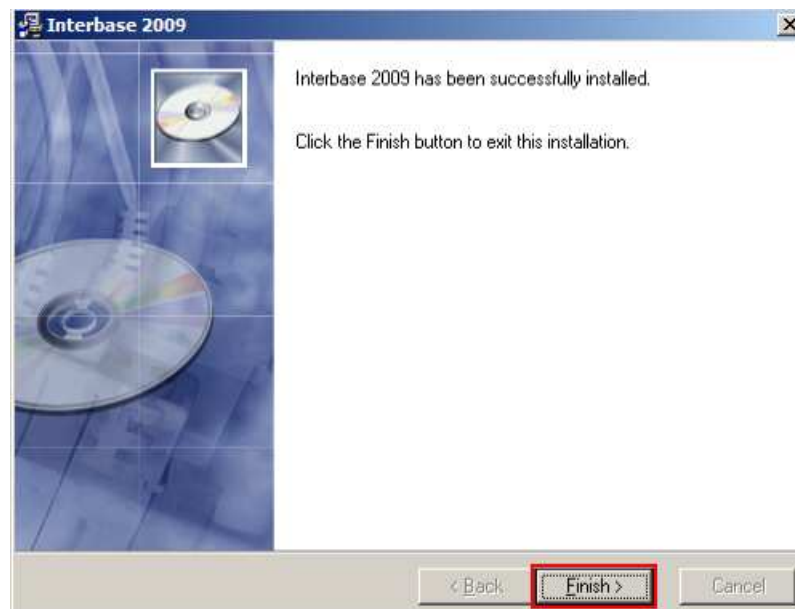 Interbase 2009
Interbase 2009 has been successfully installed.
Click the Finish button to exit this installation.
< Back
Finish >
Cancel